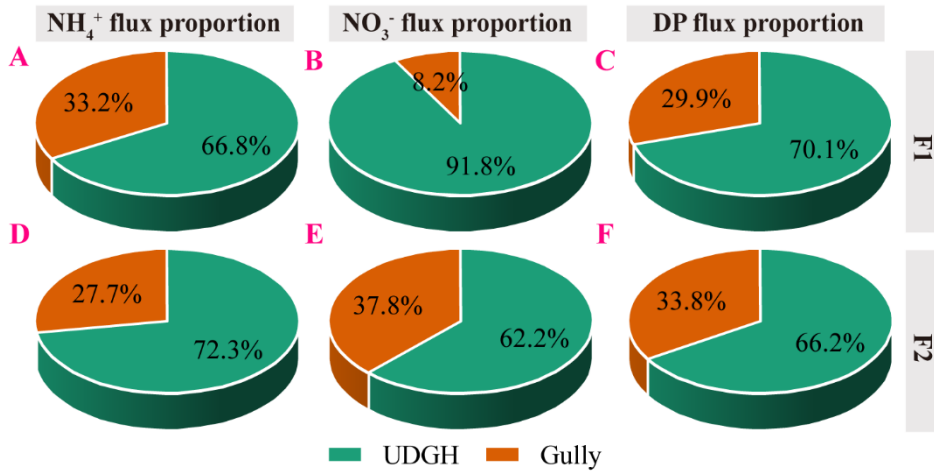 NH₄⁺ flux proportion NO₃⁻ flux proportion DP flux proportion
A B C
33.2% 66.8% 8.2% 91.8% 29.9% 70.1%
F1
D E F
27.7% 72.3% 37.8% 62.2% 33.8% 66.2%
F2
UDGH Gully